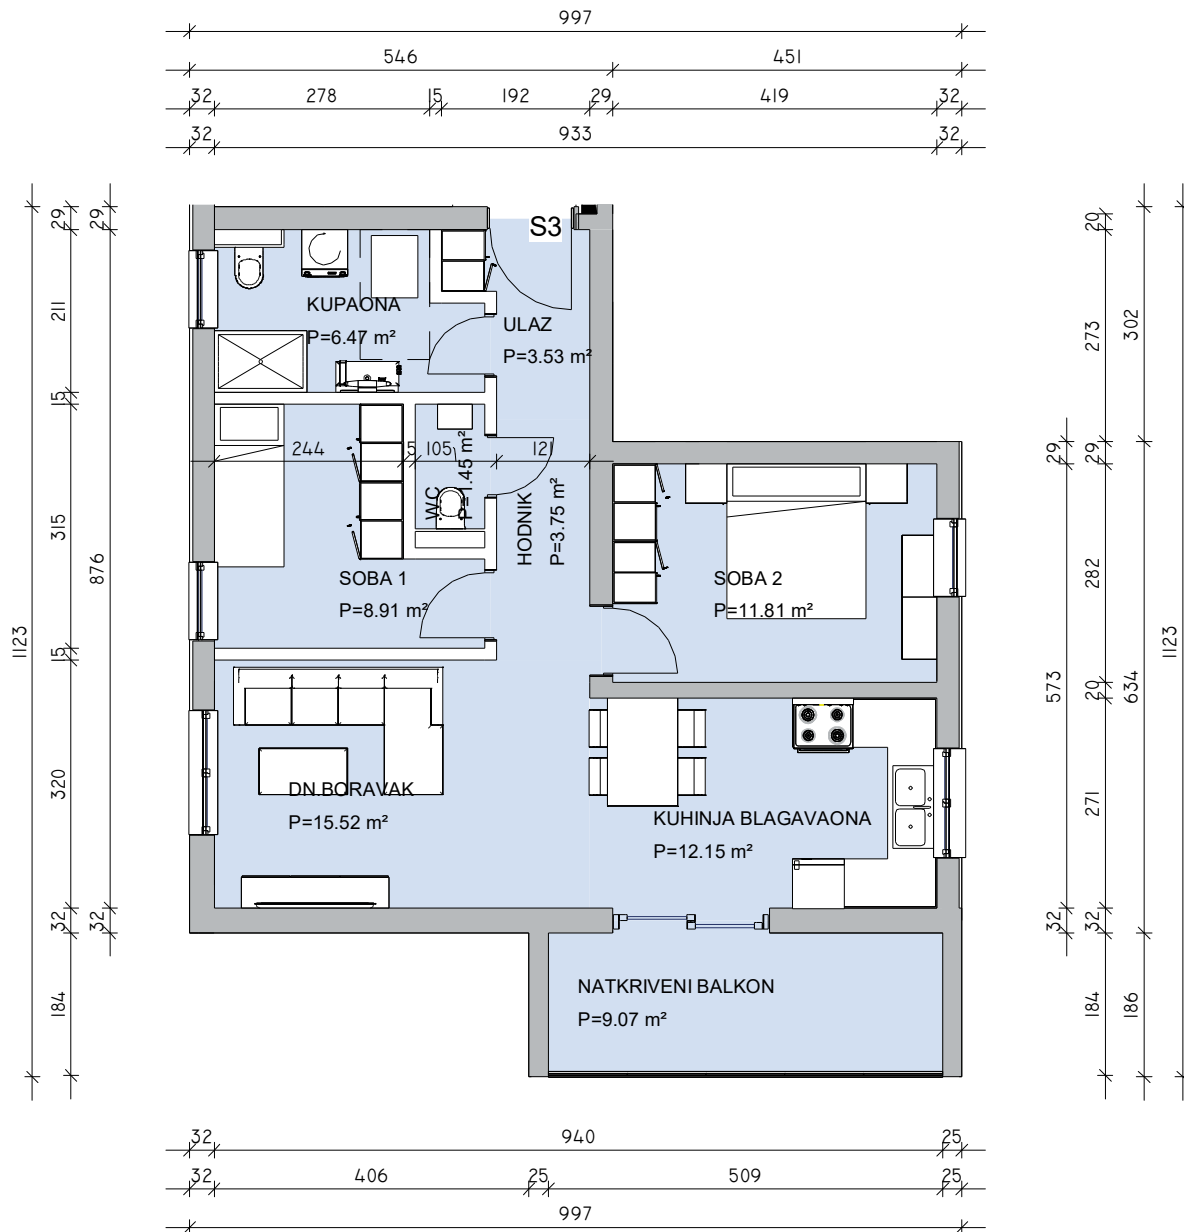 997
546 451
32 278 15 192 29 419 32
32 933 32
S3
KUPAONA
P=6.47 m²
ULAZ
P=3.53 m²
244 5 105 121
WC
P=1.45 m²
HODNIK
P=3.75 m²
SOBA 1
P=8.91 m²
SOBA 2
P=11.81 m²
DN.BORAVAK
P=15.52 m²
KUHINJA BLAGAVAONA
P=12.15 m²
NATKRIVENI BALKON
P=9.07 m²
1123
29 211 15 315 15 320 32 184
29 876 32
29 573 32
20 273 29 282 20 271 32 184
302 634 186
1123
32 940 25
32 406 25 509 25
997